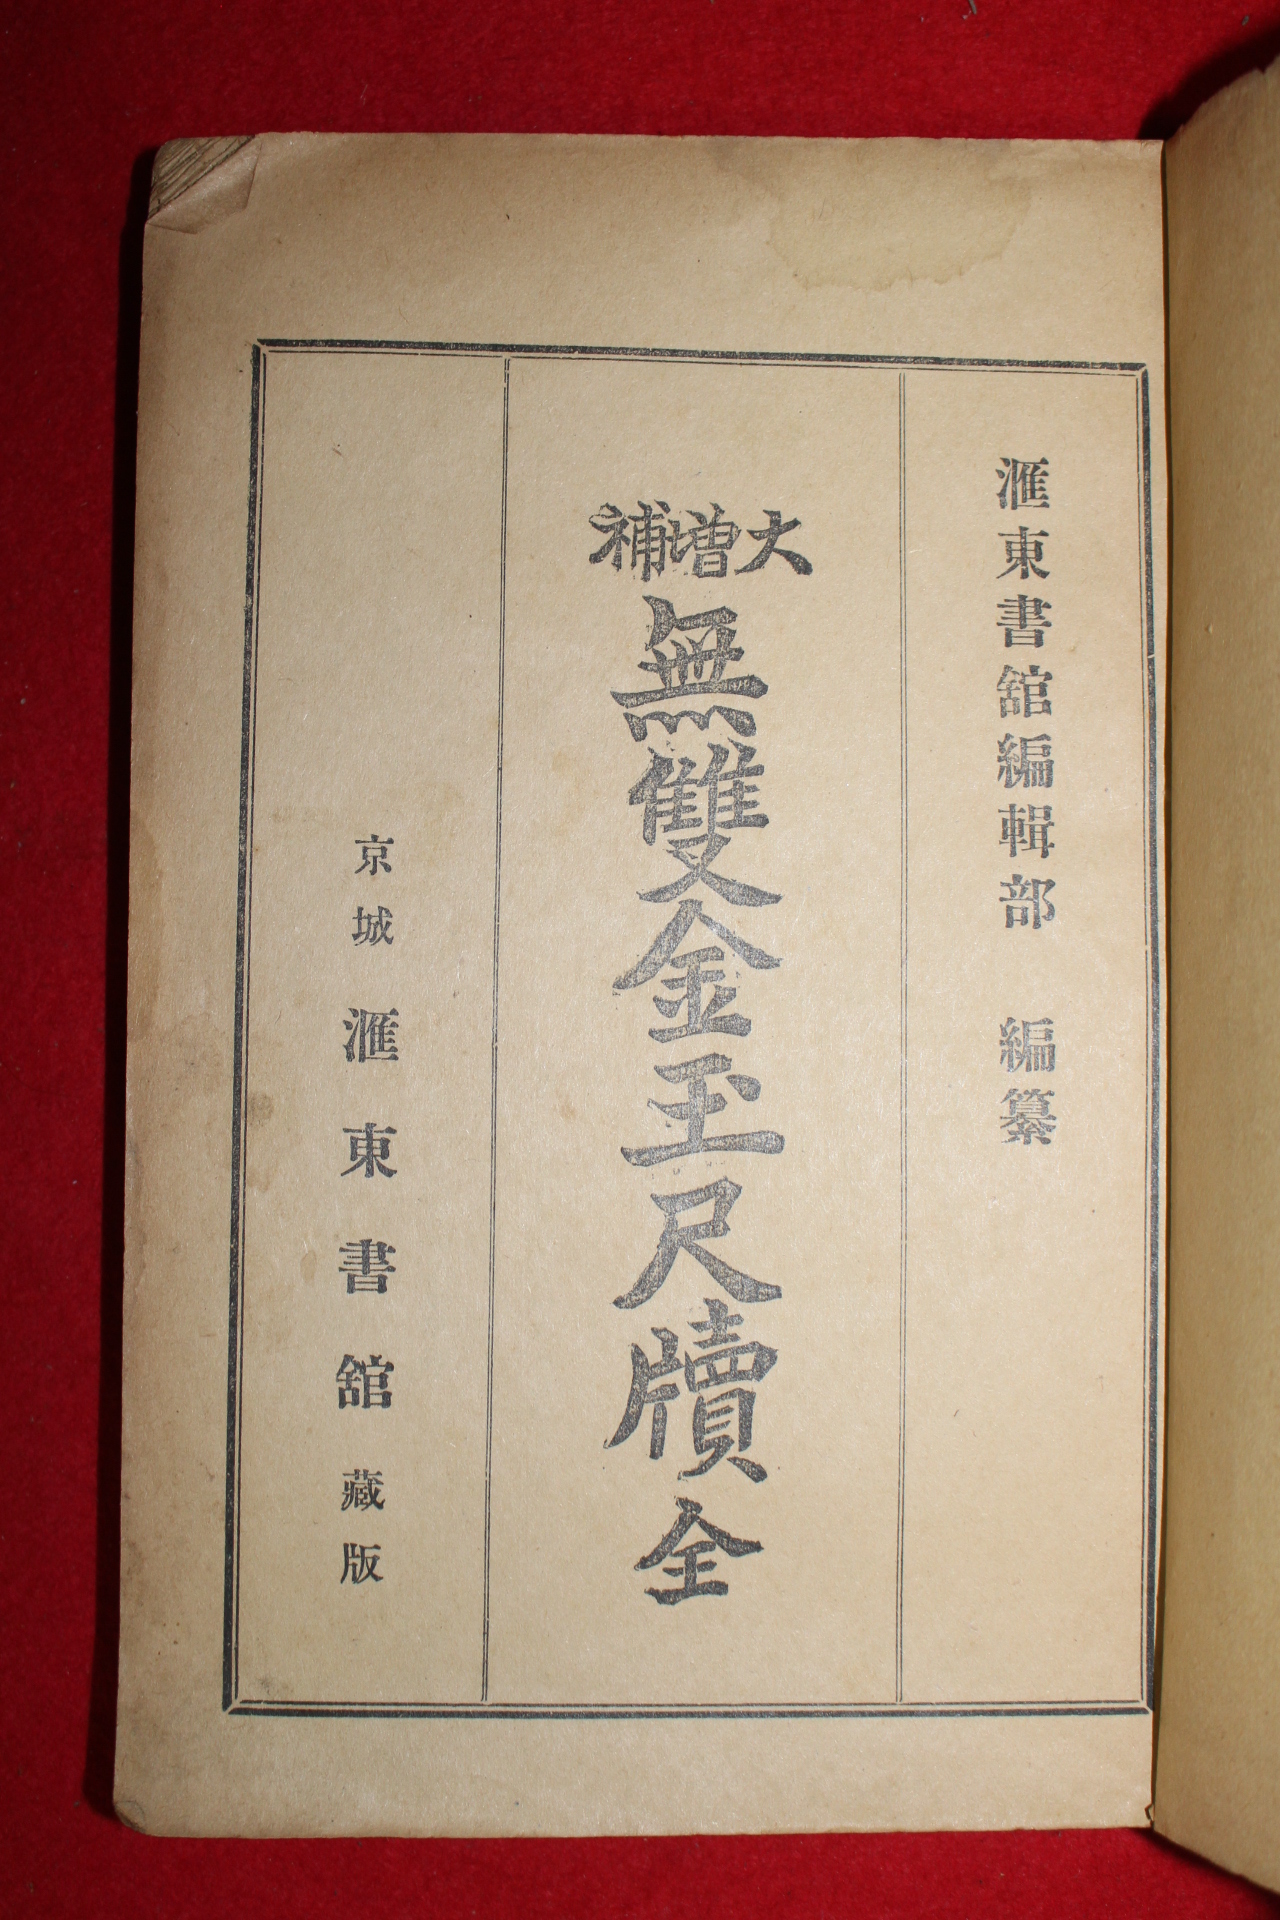 滙東書舘編輯部 編纂
大增補
無雙金玉尺牘全
京城 滙東書舘藏版